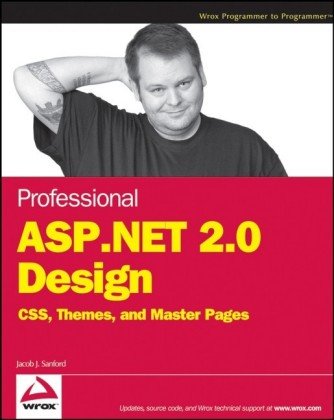 Wrox Programmer to Programmer™
Professional
ASP.NET 2.0
Design
CSS, Themes, and Master Pages
Jacob J. Sanford
wrox™
Updates, source code, and Wrox technical support at www.wrox.com